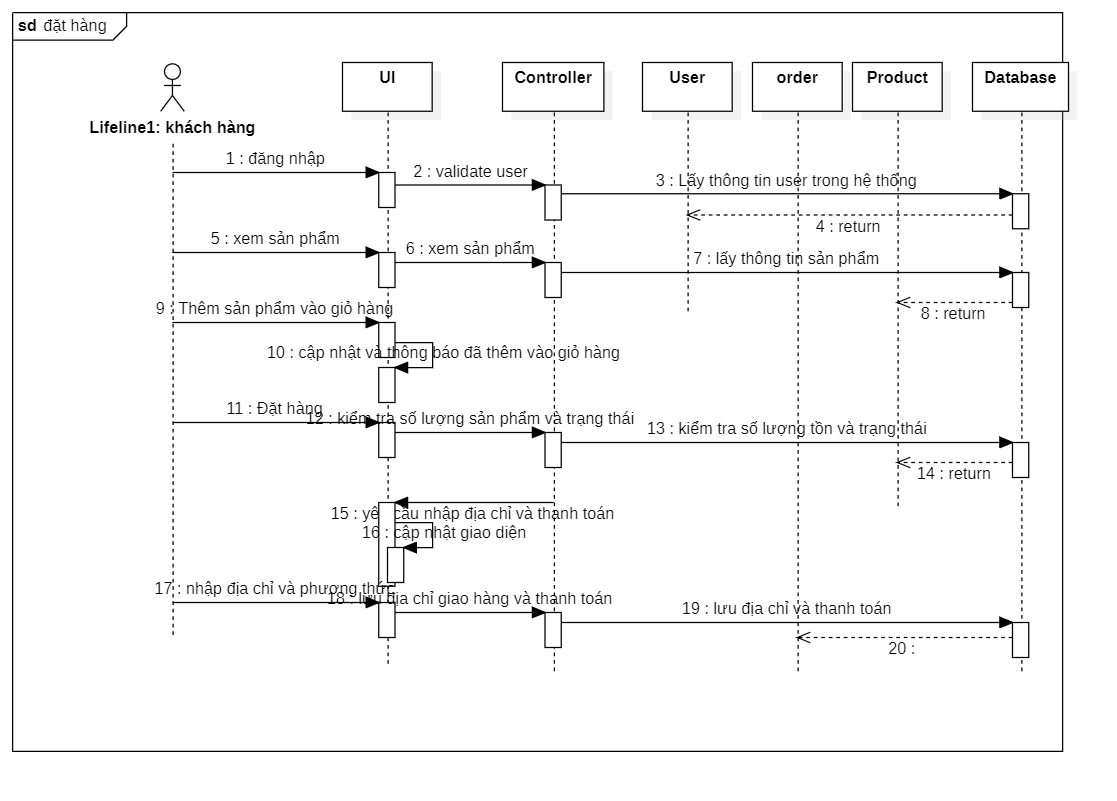 sd đặt hàng
UI
Controller
User
order
Product
Database
Lifeline1: khách hàng
1 : đăng nhập
2 : validate user
3 : Lấy thông tin user trong hệ thống
4 : return
5 : xem sản phẩm
6 : xem sản phẩm
7 : lấy thông tin sản phẩm
8 : return
9 : Thêm sản phẩm vào giỏ hàng
10 : cập nhật và thông báo đã thêm vào giỏ hàng
11 : Đặt hàng
12 : kiểm tra số lượng sản phẩm và trạng thái
13 : kiểm tra số lượng tồn và trạng thái
14 : return
15 : yêu cầu nhập địa chỉ và thanh toán
16 : cập nhật giao diện
17 : nhập địa chỉ và phương thức
18 : lưu địa chỉ giao hàng và thanh toán
19 : lưu địa chỉ và thanh toán
20 :